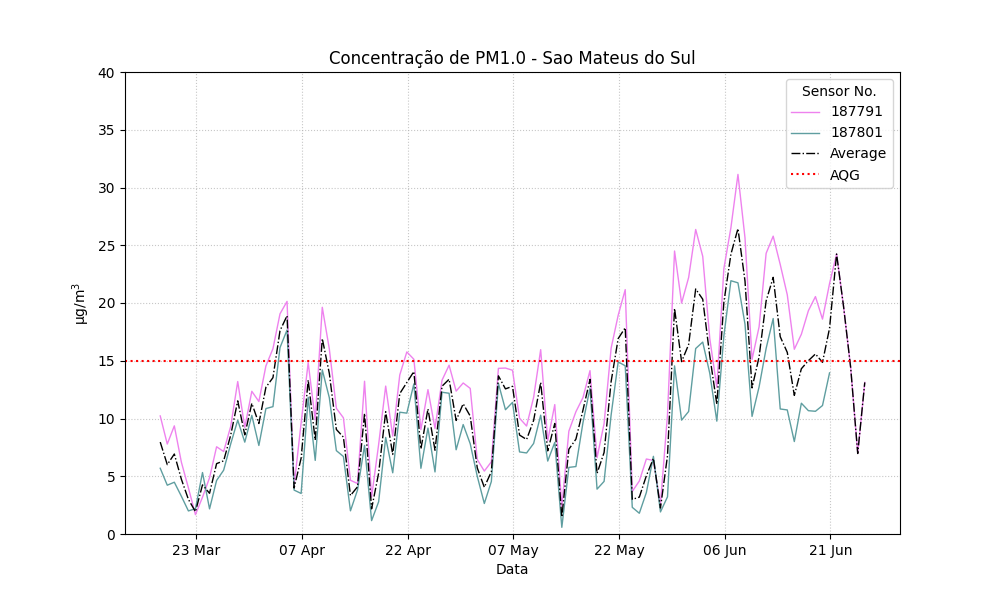 Concentração de PM1.0 - Sao Mateus do Sul
Sensor No.
187791
187801
Average
AQG
40
35
30
25
20
15
10
5
0
µg/m³
23 Mar
07 Apr
22 Apr
07 May
22 May
06 Jun
21 Jun
Data